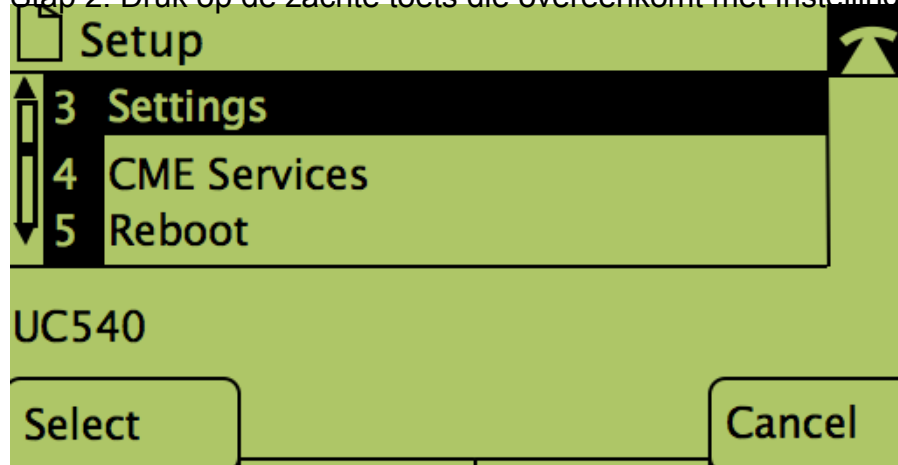 Stap 2. Druk op de zachte toets die overeenkomt met Instelling
Setup
3 Settings
4 CME Services
5 Reboot
UC540
Select Cancel